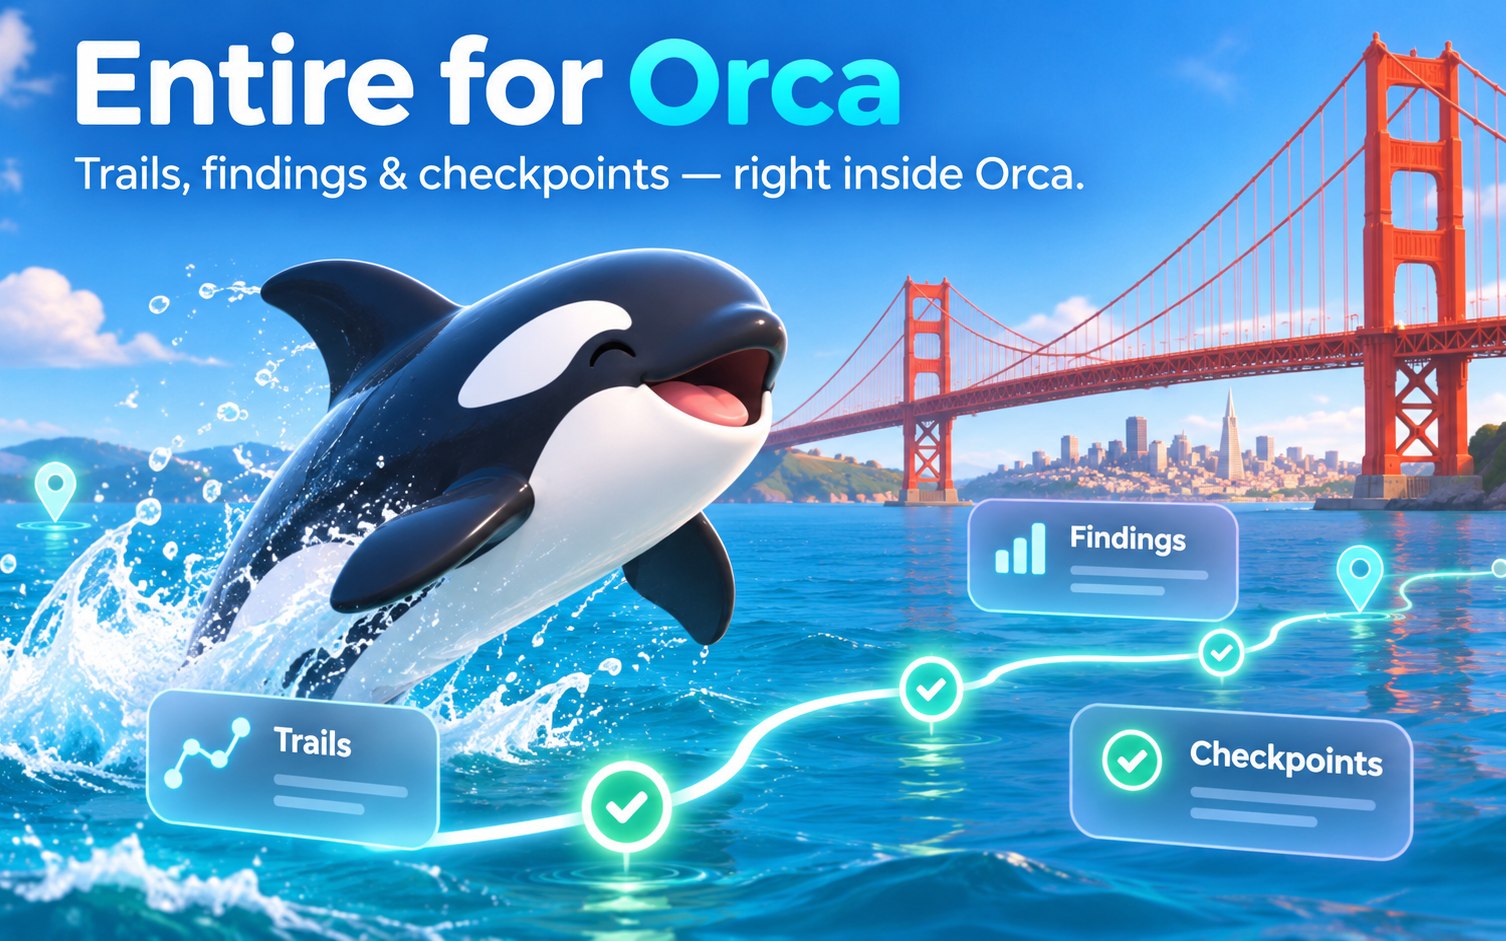 Entire for Orca
Trails, findings & checkpoints — right inside Orca.
Findings
Trails
Checkpoints